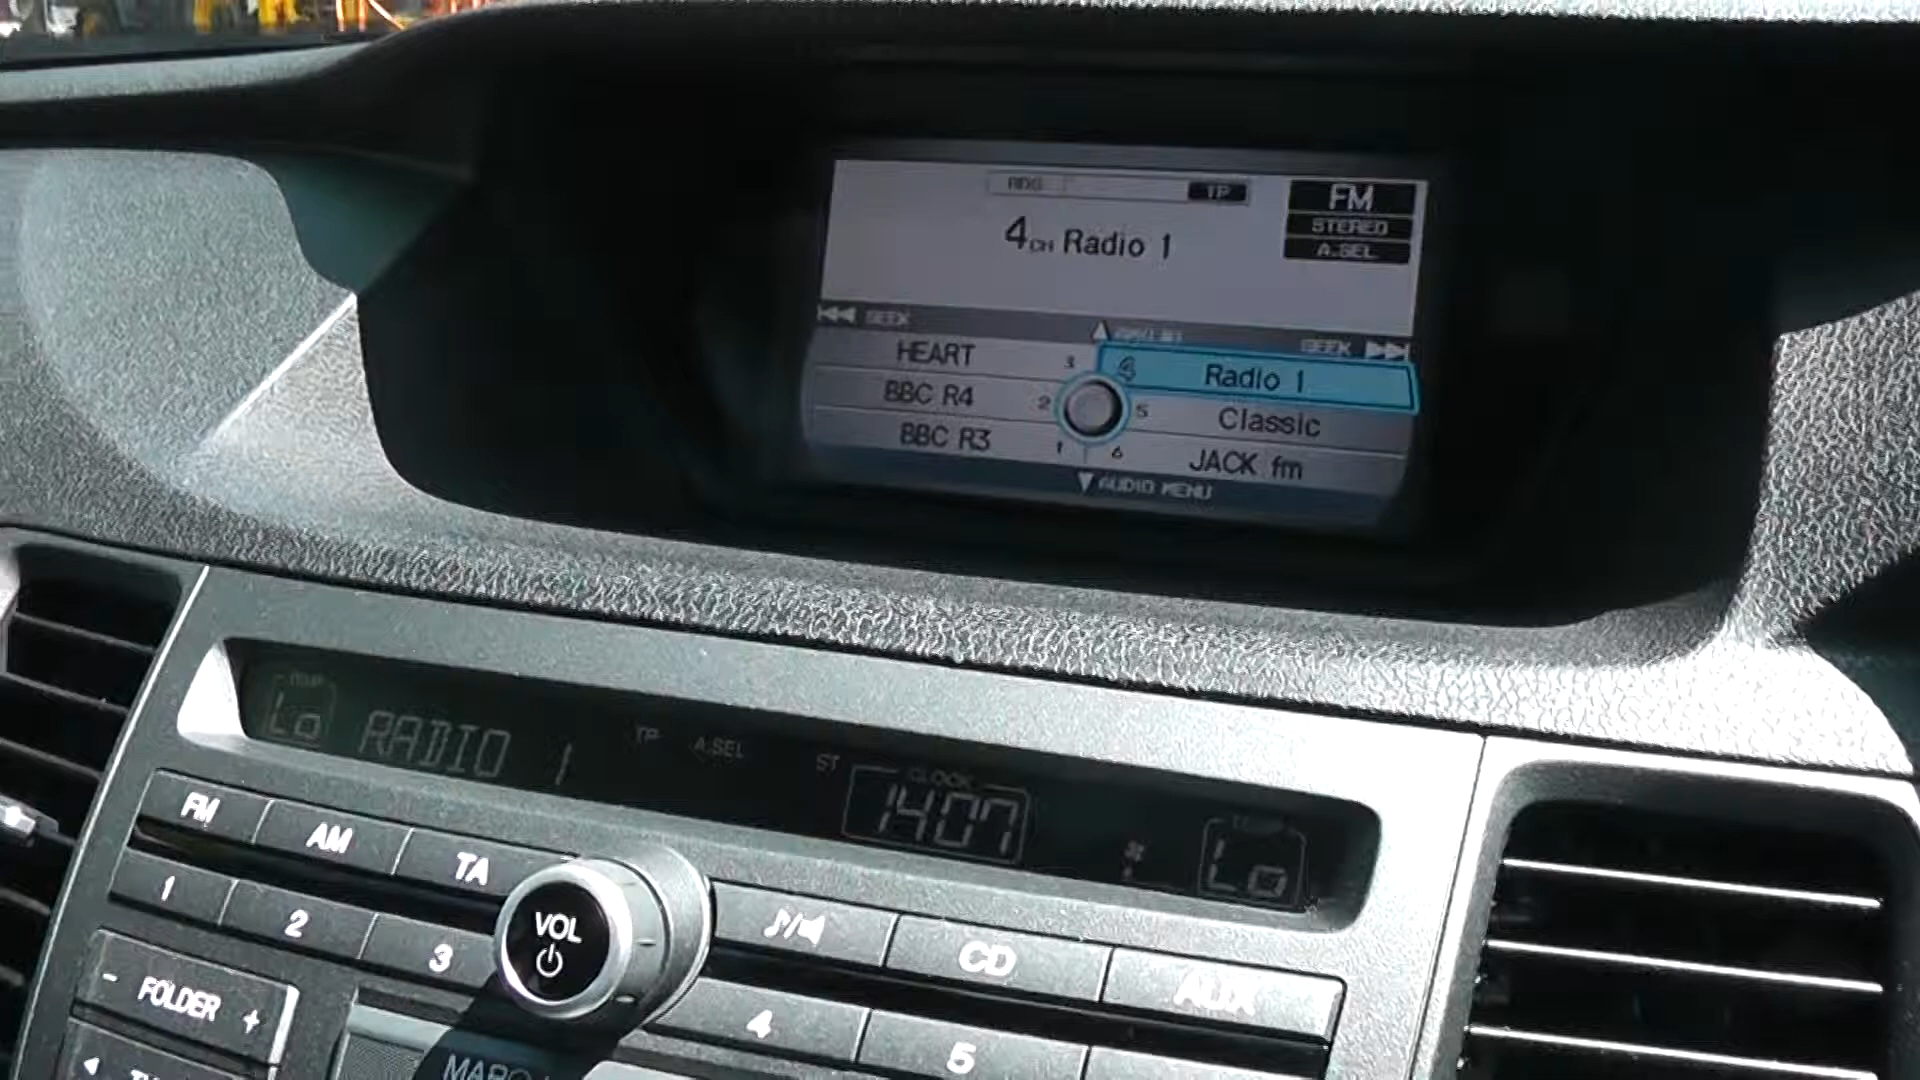 RDS TP FM
STEREO
A.SEL
4CH Radio 1
SEEK
SEEK
HEART 3 4 Radio 1
BBC R4 2 5 Classic
BBC R3 1 6 JACK fm
AUDIO MENU
Lo RADIO 1 TP A.SEL ST CLOCK 1407 Lo
FM AM TA
1 2 3 VOL CD AUX
- FOLDER + 4 5